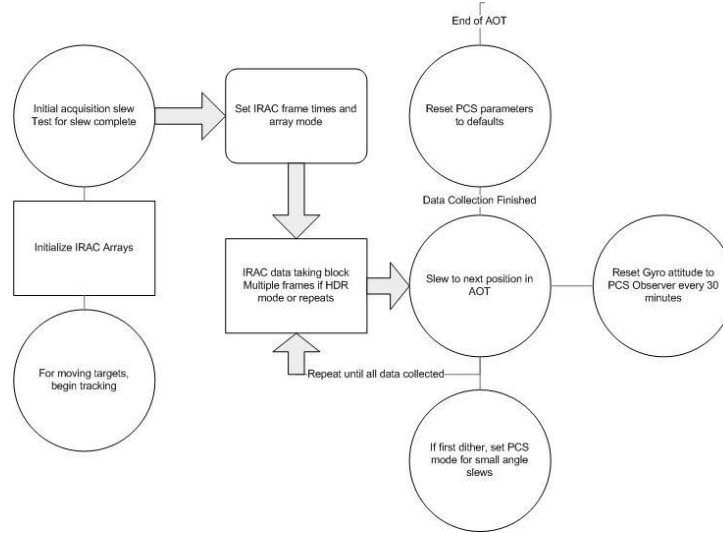 End of AOT
Initial acquisition slew
Test for slew complete
Set IRAC frame times and
array mode
Reset PCS parameters
to defaults
Data Collection Finished
Initialize IRAC Arrays
IRAC data taking block
Multiple frames if HDR
mode or repeats
Slew to next position in
AOT
Reset Gyro attitude to
PCS Observer every 30
minutes
For moving targets,
begin tracking
Repeat until all data collected
If first dither, set PCS
mode for small angle
slews